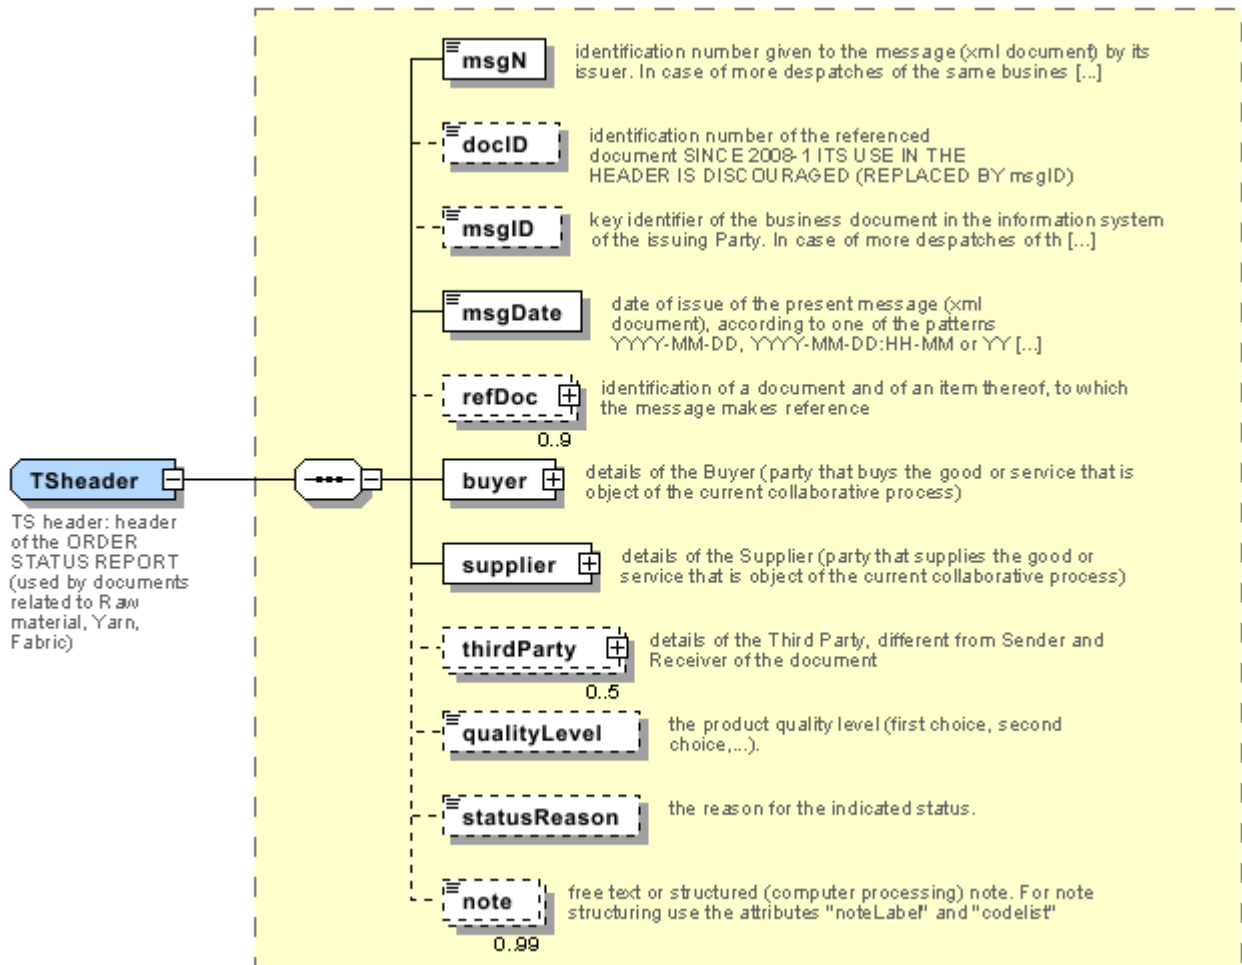 msgN
identification number given to the message (xml document) by its
issuer. In case of more despatches of the same busines [...]
docID
identification number of the referenced
document SINCE 2008-1 ITS USE IN THE
HEADER IS DISCOURAGED (REPLACED BY msgID)
msgID
key identifier of the business document in the information system
of the issuing Party. In case of more despatches of th [...]
msgDate
date of issue of the present message (xml
document), according to one of the patterns
YYYY-MM-DD, YYYY-MM-DD:HH-MM or YY [...]
refDoc
0..9
identification of a document and of an item thereof, to which
the message makes reference
TSheader
TS header: header
of the ORDER
STATUS REPORT
(used by documents
related to Raw
material, Yarn,
Fabric)
buyer
details of the Buyer (party that buys the good or service that is
object of the current collaborative process)
supplier
details of the Supplier (party that supplies the good or
service that is object of the current collaborative process)
thirdParty
0..5
details of the Third Party, different from Sender and
Receiver of the document
qualityLevel
the product quality level (first choice, second
choice,...).
statusReason
the reason for the indicated status.
note
0..99
free text or structured (computer processing) note. For note
structuring use the attributes "noteLabel" and "codelist"